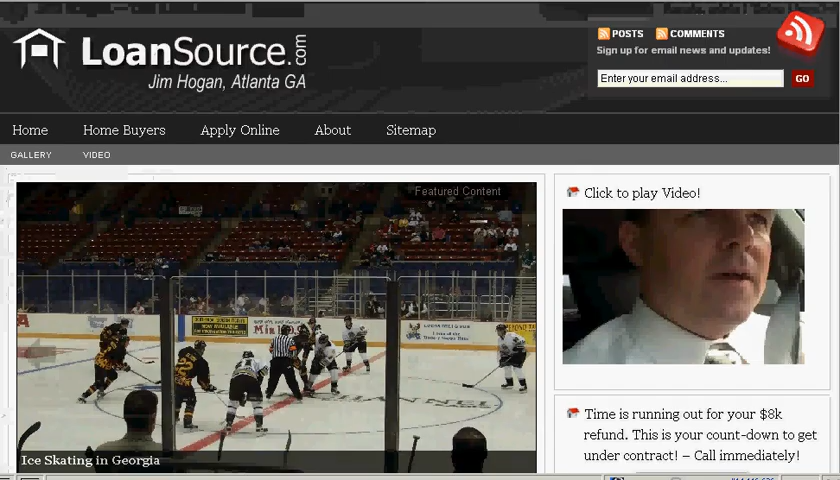 LoanSource.com
Jim Hogan, Atlanta GA
POSTS COMMENTS
Sign up for email news and updates!
Enter your email address... GO
Home Home Buyers Apply Online About Sitemap
GALLERY VIDEO
Featured Content
Click to play Video!
CHANNEL
Ice Skating in Georgia
Time is running out for your $8k
refund. This is your count-down to get
under contract! – Call immediately!